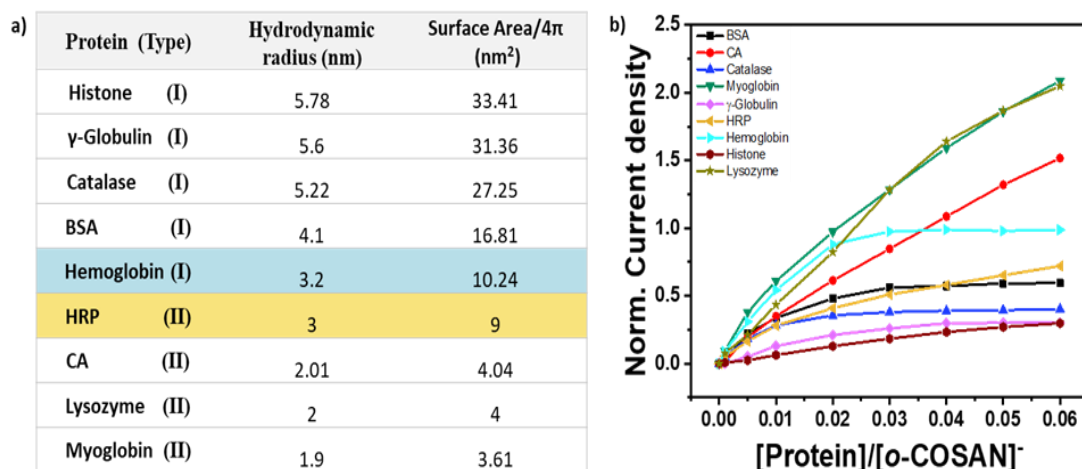 a)
Protein (Type) Hydrodynamic radius (nm) Surface Area/4π (nm²)
Histone (I) 5.78 33.41
γ-Globulin (I) 5.6 31.36
Catalase (I) 5.22 27.25
BSA (I) 4.1 16.81
Hemoglobin (I) 3.2 10.24
HRP (II) 3 9
CA (II) 2.01 4.04
Lysozyme (II) 2 4
Myoglobin (II) 1.9 3.61
b)
Norm. Current density
2.5
2.0
1.5
1.0
0.5
0.0
BSA
CA
Catalase
Myoglobin
γ-Globulin
HRP
Hemoglobin
Histone
Lysozyme
0.00 0.01 0.02 0.03 0.04 0.05 0.06
[Protein]/[o-COSAN]⁻